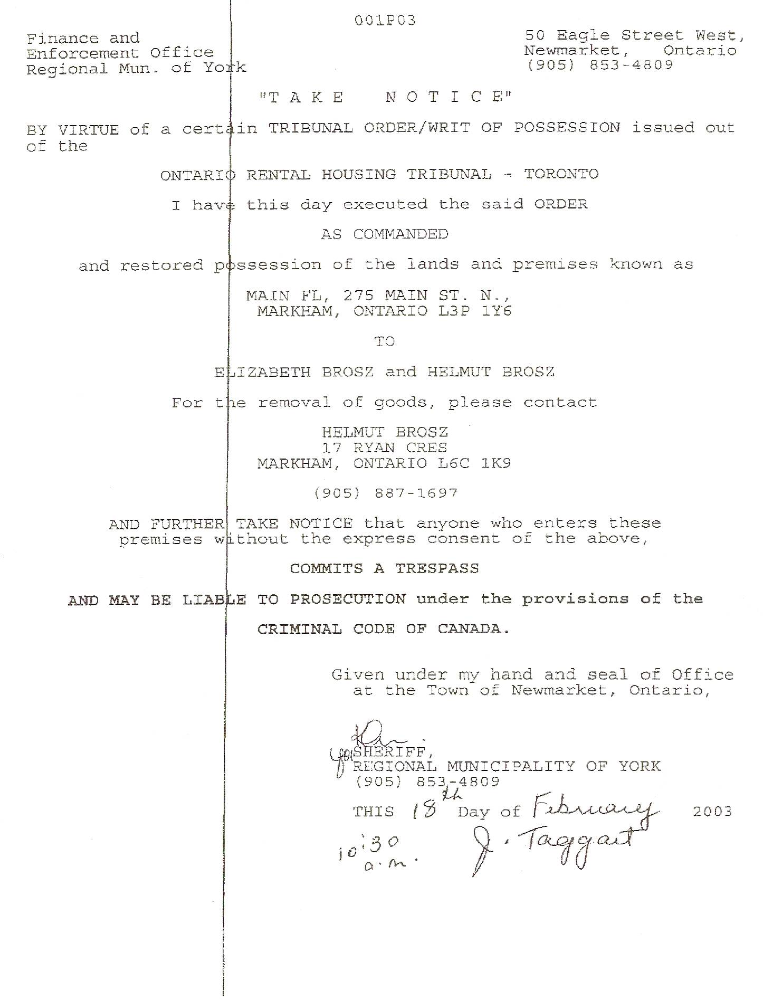 001P03
Finance and
Enforcement Office
Regional Mun. of York
50 Eagle Street West,
Newmarket, Ontario
(905) 853-4809
"T A K E   N O T I C E"
BY VIRTUE of a certain TRIBUNAL ORDER/WRIT OF POSSESSION issued out
of the
ONTARIO RENTAL HOUSING TRIBUNAL - TORONTO
I have this day executed the said ORDER
AS COMMANDED
and restored possession of the lands and premises known as
MAIN FL, 275 MAIN ST. N.,
MARKHAM, ONTARIO L3P 1Y6
TO
ELIZABETH BROSZ and HELMUT BROSZ
For the removal of goods, please contact
HELMUT BROSZ
17 RYAN CRES
MARKHAM, ONTARIO L6C 1K9
(905) 887-1697
AND FURTHER TAKE NOTICE that anyone who enters these
premises without the express consent of the above,
COMMITS A TRESPASS
AND MAY BE LIABLE TO PROSECUTION under the provisions of the
CRIMINAL CODE OF CANADA.
Given under my hand and seal of Office
at the Town of Newmarket, Ontario,
SHERIFF,
REGIONAL MUNICIPALITY OF YORK
(905) 853-4809
THIS 18th Day of February 2003
10:30 J. Taggart
a.m.